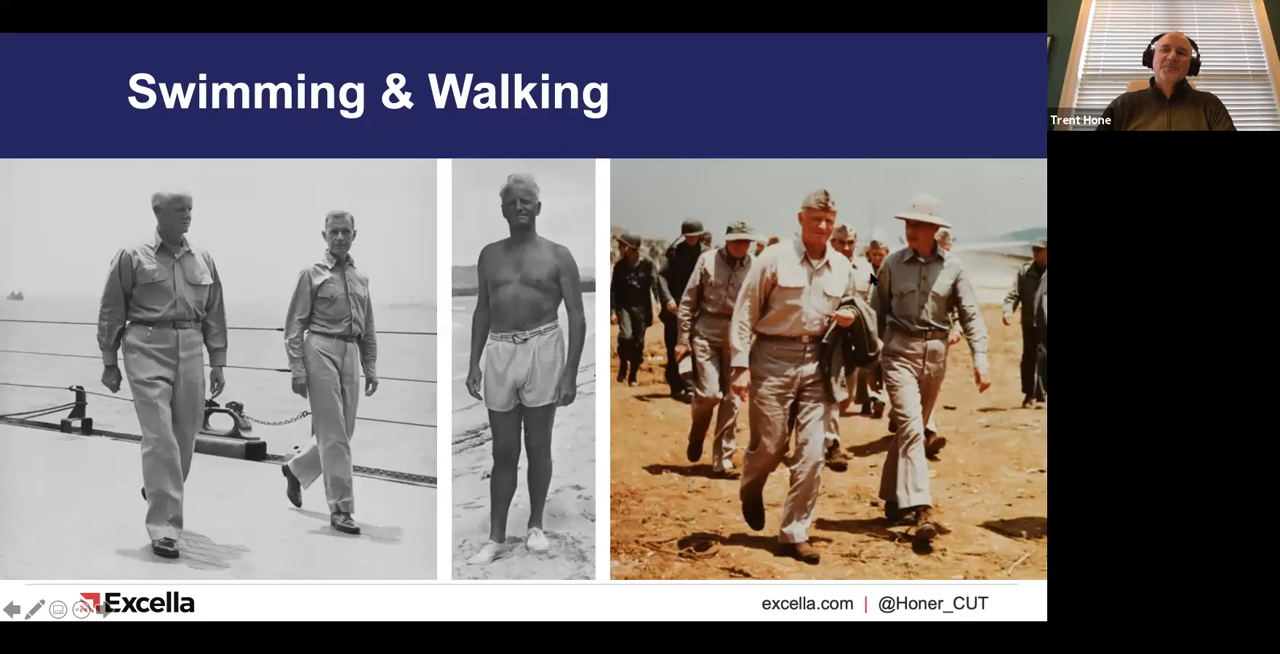 Swimming & Walking
Trent Hone
Excella
excella.com | @Honer_CUT